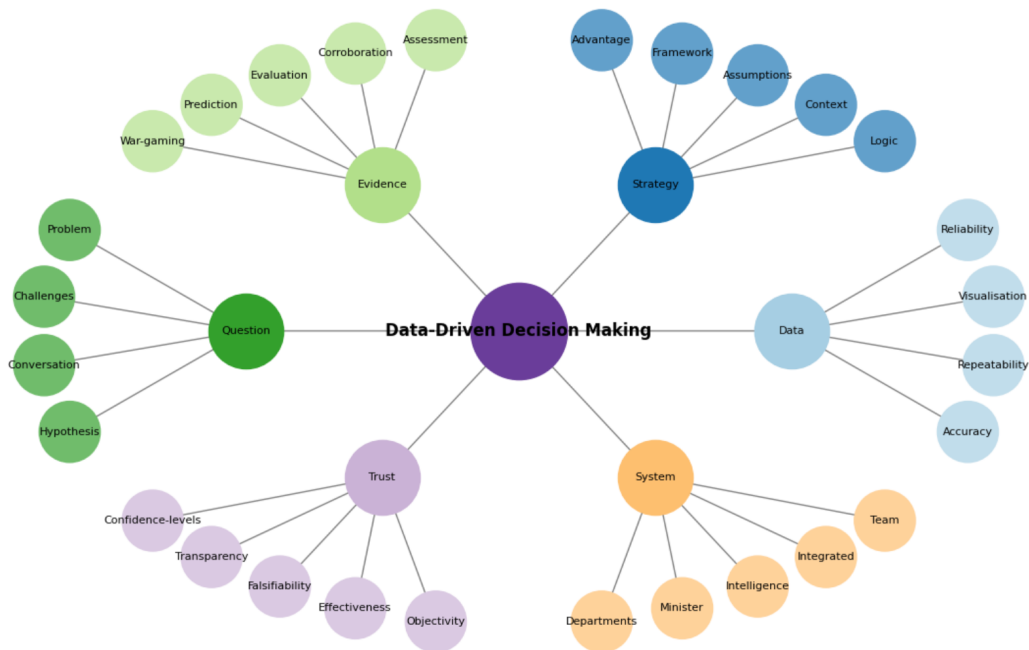 Assessment
Corroboration
Evaluation
Prediction
War-gaming
Evidence
Advantage
Framework
Assumptions
Context
Logic
Strategy
Problem
Challenges
Conversation
Hypothesis
Question
Data-Driven Decision Making
Data
Reliability
Visualisation
Repeatability
Accuracy
Trust
Confidence-levels
Transparency
Falsifiability
Effectiveness
Objectivity
System
Team
Integrated
Intelligence
Minister
Departments